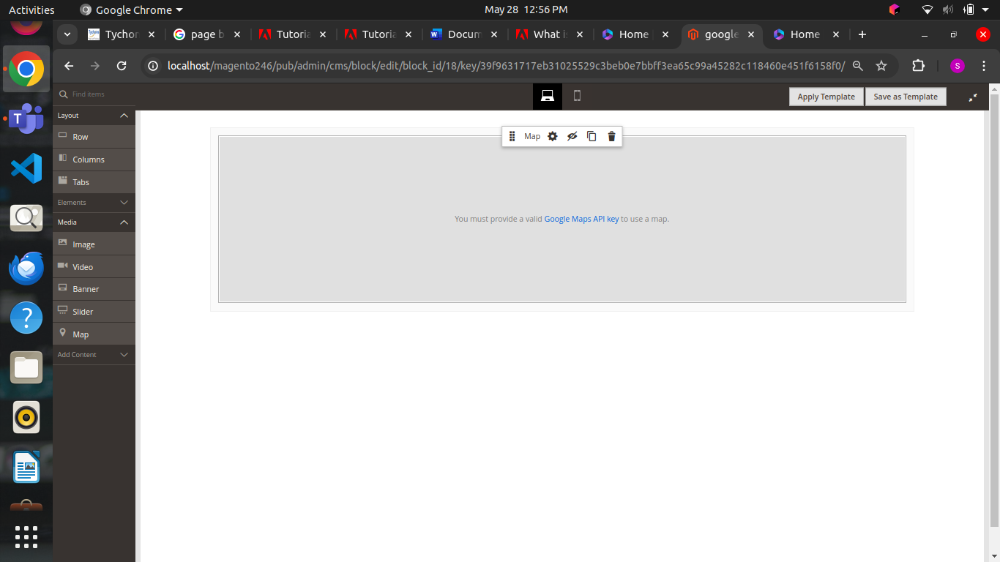 Activities Google Chrome May 28 12:56 PM
Tychor page b Tutoria Tutoria Docum What is Home google Home
localhost/magento246/pub/admin/cms/block/edit/block_id/18/key/39f9631717eb31025529c3beb0e7bbff3ea65c99a45282c118460e451f6158f0/ S
Find items Apply Template Save as Template
Layout
Row
Columns
Tabs
Elements
Media
Image
Video
Banner
Slider
Map
Add Content
Map
You must provide a valid Google Maps API key to use a map.